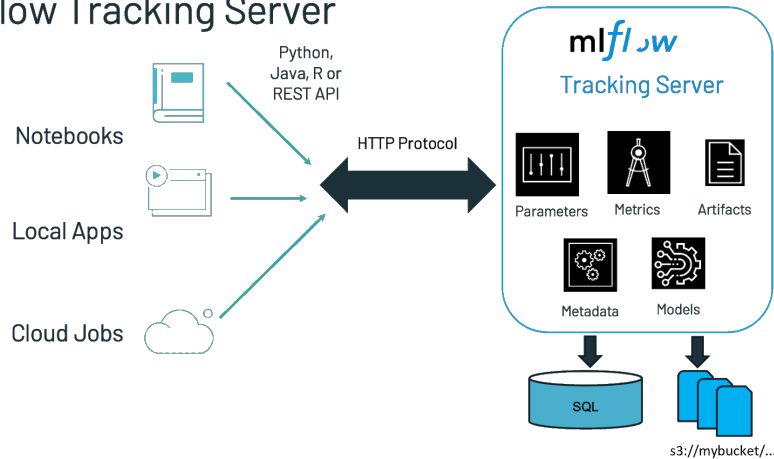 low Tracking Server
Python,
Java, R or
REST API
Notebooks
Local Apps
Cloud Jobs
HTTP Protocol
mlflow
Tracking Server
Parameters
Metrics
Artifacts
Metadata
Models
SQL
s3://mybucket/...